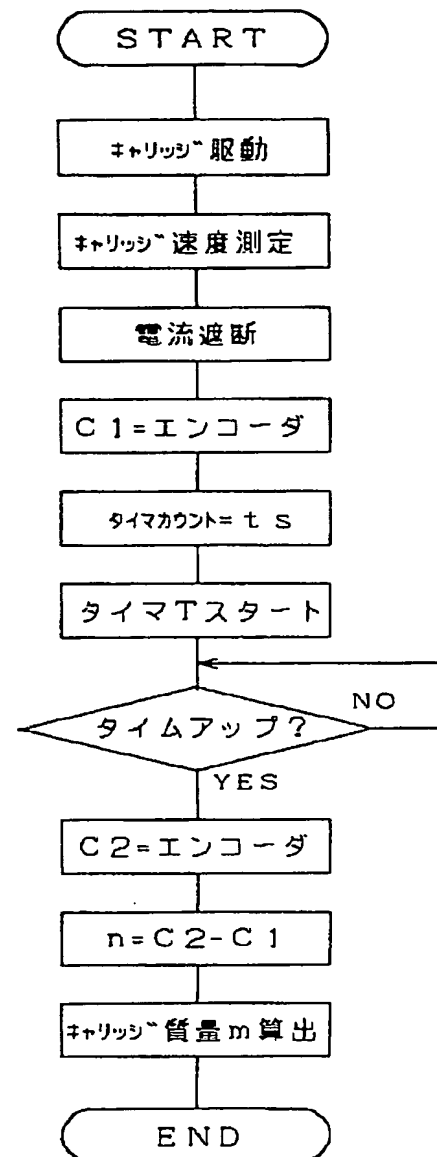 START
キャリッジ駆動
キャリッジ速度測定
電流遮断
C1=エンコーダ
タイマカウント=ts
タイマTスタート
タイムアップ?
NO
YES
C2=エンコーダ
n=C2-C1
キャリッジ質量m算出
END